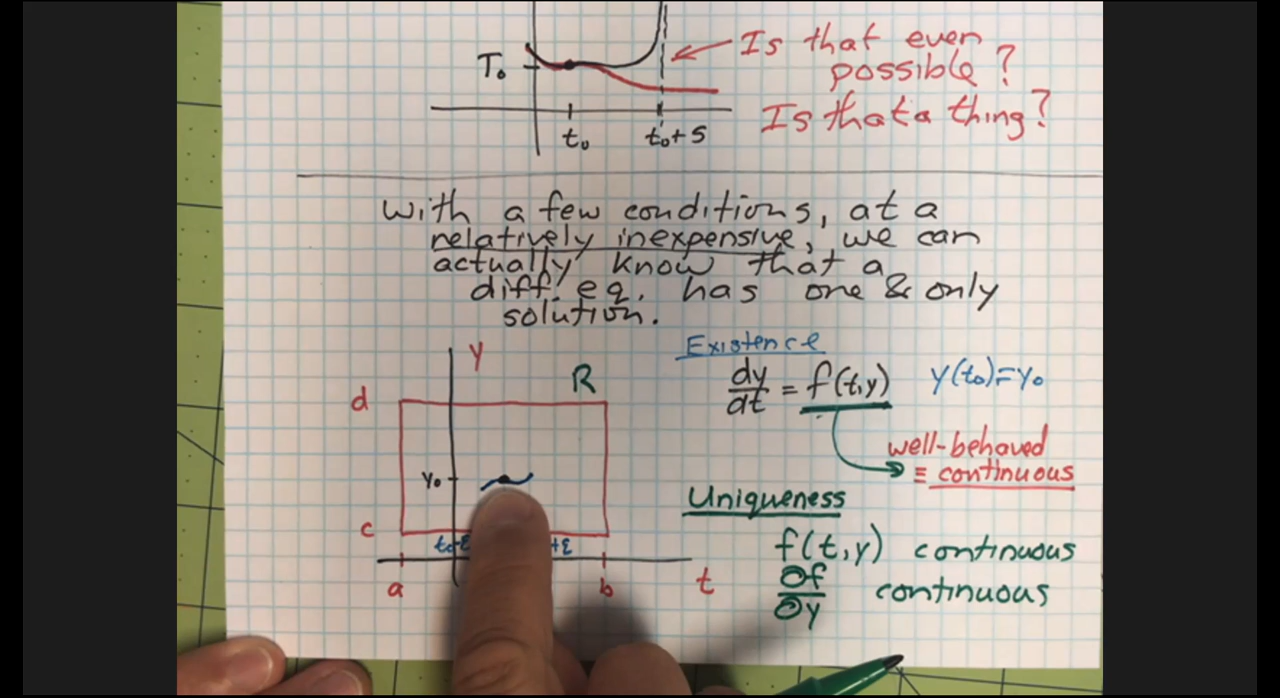 Is that even
possible?
Is that a thing?
T₀
t₀
t₀+5
with a few conditions, at a
relatively inexpensive, we can
actually know that a
diff. eq. has one & only
solution.
y
R
d
y₀
c
t₀-ε
+ε
a
b
t
Existence
dy/dt = f(t,y) y(t₀)=y₀
well-behaved
≡ continuous
Uniqueness
f(t,y) continuous
∂f/∂y continuous